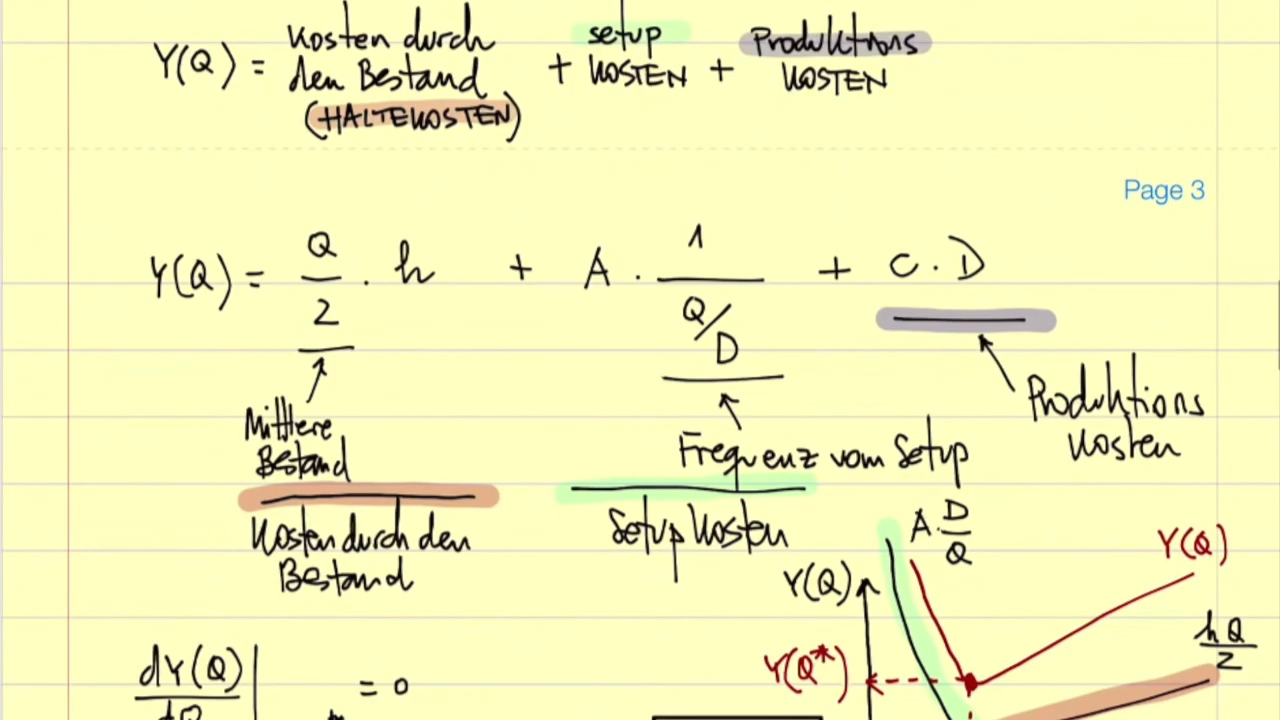 Y(Q) = Kosten durch den Bestand (HALTEKOSTEN) + setup KOSTEN + Produktions KOSTEN
Page 3
Y(Q) = Q/2 · h + A · 1/(Q/D) + C · D
Mittlere
Bestand
Frequenz vom Setup
Produktions
Kosten
Kosten durch den
Bestand
Setup Kosten
A · D/Q
Y(Q)
Y(Q)
hQ/2
Y(Q*)
dY(Q)/dQ | = 0